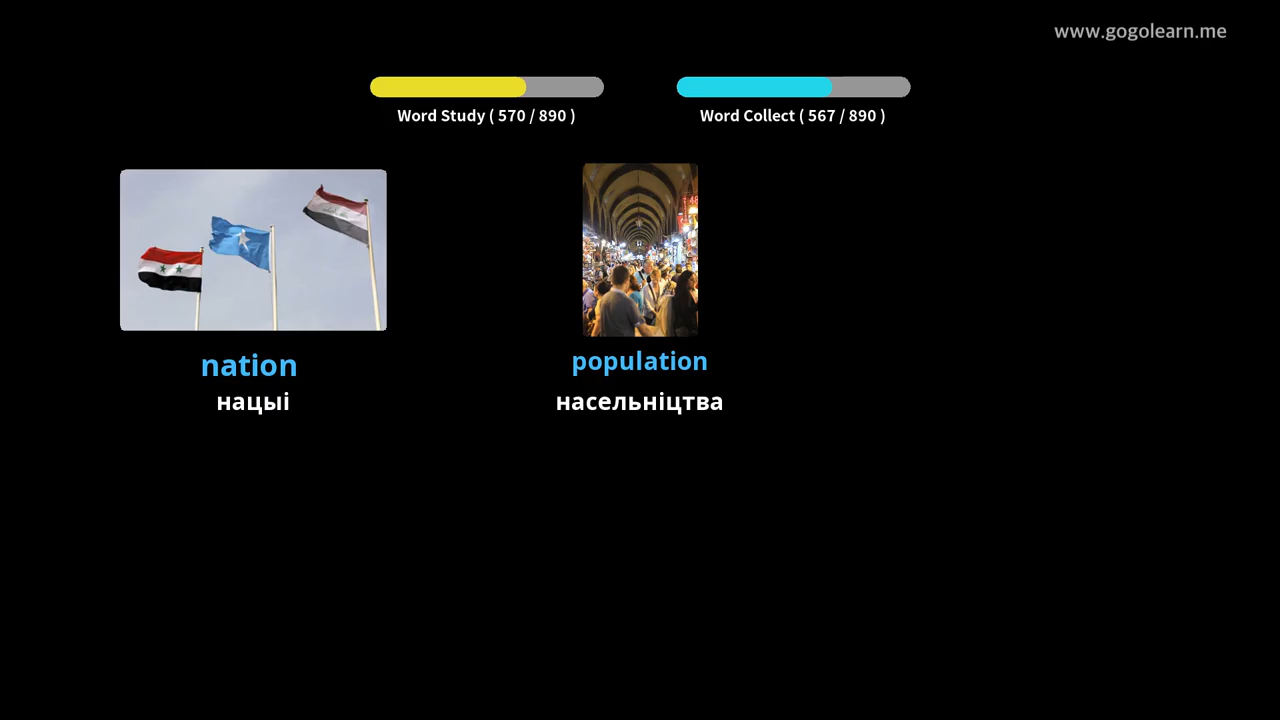 www.gogolearn.me
Word Study ( 570 / 890 )
Word Collect ( 567 / 890 )
nation
нацыі
population
насельніцтва